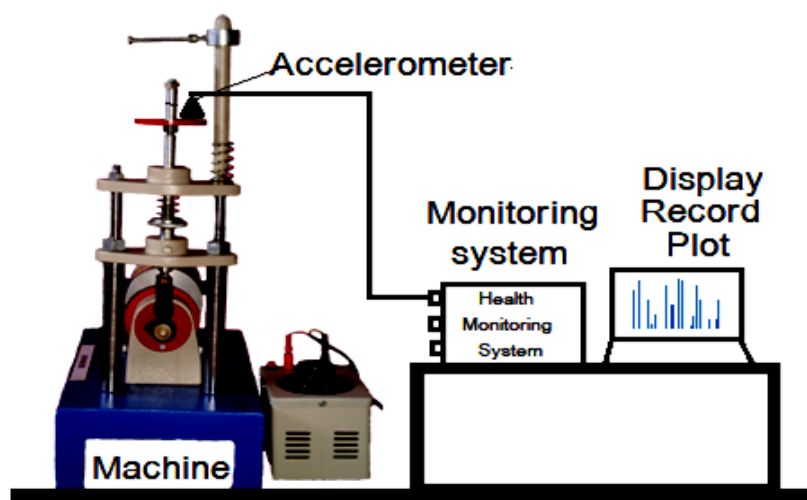 Accelerometer
Monitoring
system
Display
Record
Plot
Health
Monitoring
System
Machine